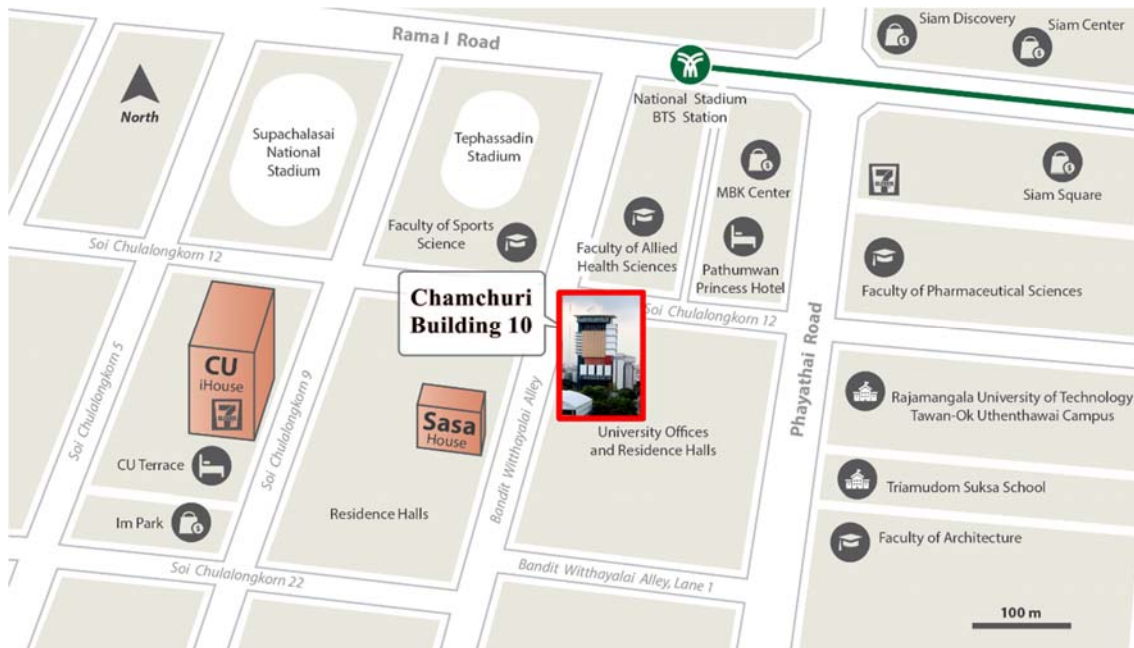 Rama I Road
Siam Discovery
Siam Center
North
National Stadium
BTS Station
Supachalasai
National
Stadium
Tephassadin
Stadium
MBK Center
7
ELEVEN
Siam Square
Faculty of Sports
Science
Faculty of Allied
Health Sciences
Pathumwan
Princess Hotel
Faculty of Pharmaceutical Sciences
Soi Chulalongkorn 12
Chamchuri
Building 10
Soi Chulalongkorn 12
Phayathai Road
CU
iHouse
7
ELEVEN
Soi Chulalongkorn 5
Soi Chulalongkorn 9
Sasa
House
Bandit Witthayalai Alley
University Offices
and Residence Halls
Rajamangala University of Technology
Tawan-Ok Uthenthawai Campus
CU Terrace
Im Park
Residence Halls
Triamudom Suksa School
Faculty of Architecture
Soi Chulalongkorn 22
Bandit Witthayalai Alley, Lane 1
100 m